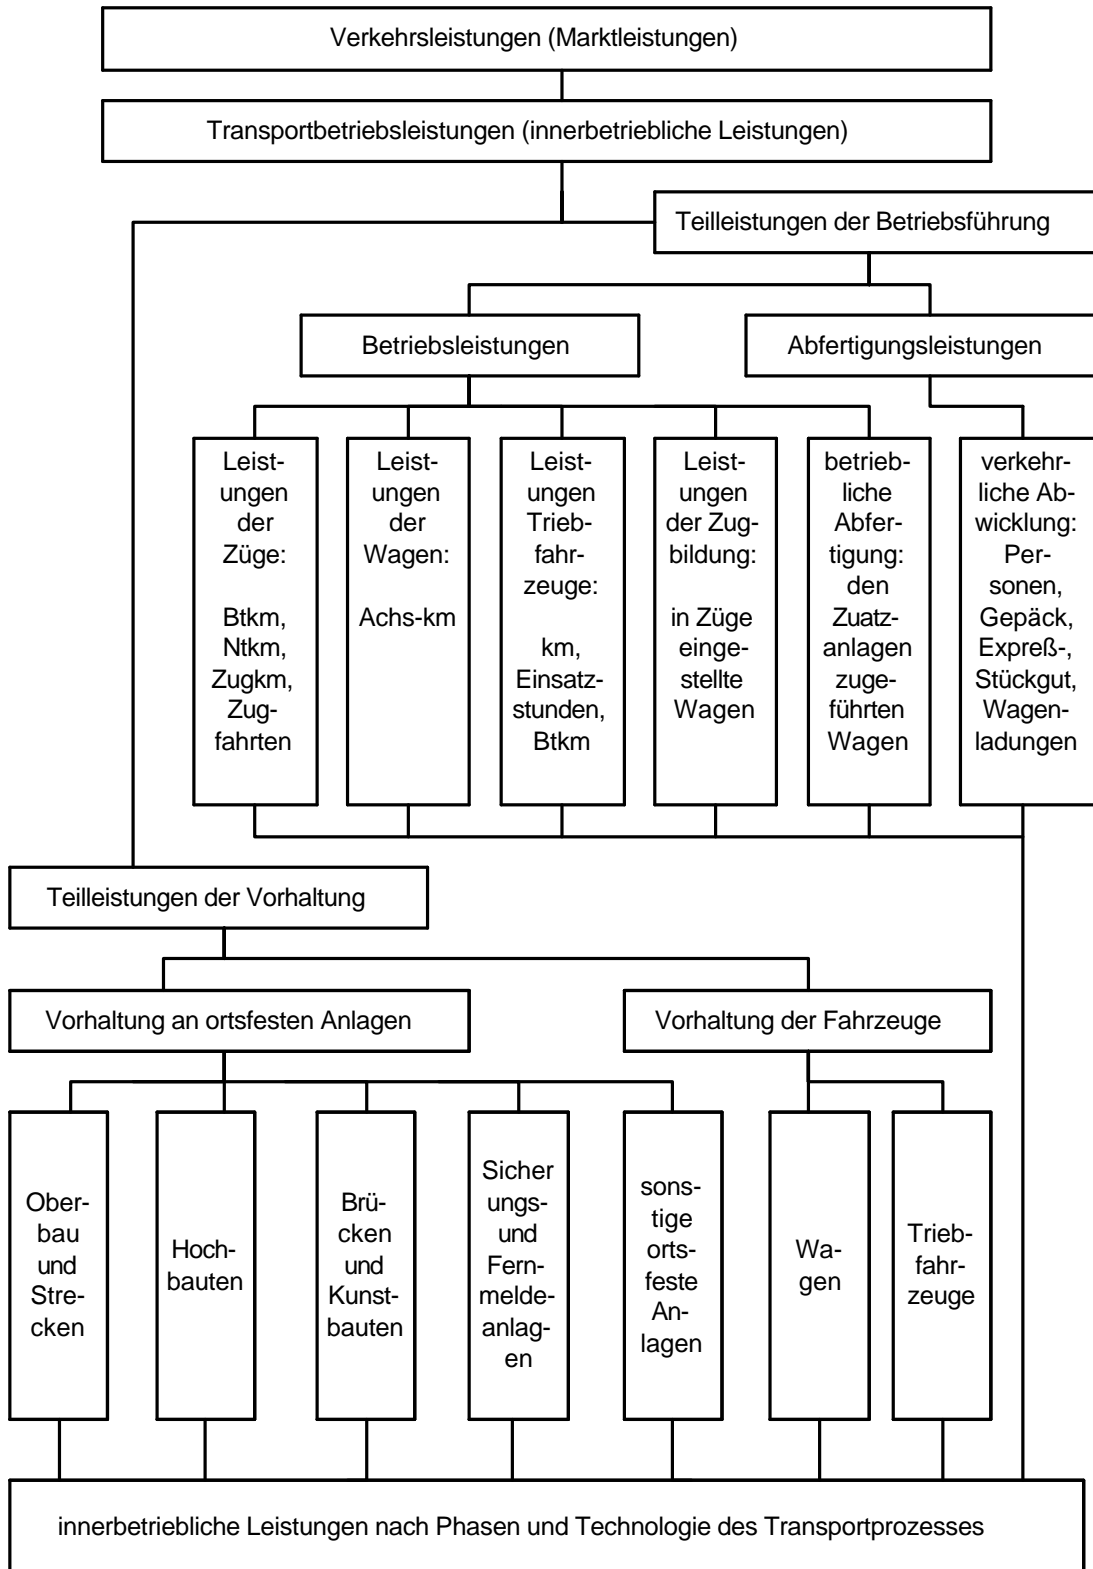 Verkehrsleistungen (Marktleistungen)
Transportbetriebsleistungen (innerbetriebliche Leistungen)
Teilleistungen der Betriebsführung
Betriebsleistungen
Abfertigungsleistungen
Leist-
ungen
der
Züge:
Btkm,
Ntkm,
Zugkm,
Zug-
fahrten
Leist-
ungen
der
Wagen:
Achs-km
Leist-
ungen
Trieb-
fahr-
zeuge:
km,
Einsatz-
stunden,
Btkm
Leist-
ungen
der Zug-
bildung:
in Züge
einge-
stellte
Wagen
betrieb-
liche
Abfer-
tigung:
den
Zuatz-
anlagen
zuge-
führten
Wagen
verkehr-
liche Ab-
wicklung:
Per-
sonen,
Gepäck,
Expreß-,
Stückgut,
Wagen-
ladungen
Teilleistungen der Vorhaltung
Vorhaltung an ortsfesten Anlagen
Vorhaltung der Fahrzeuge
Ober-
bau
und
Stre-
cken
Hoch-
bauten
Brü-
cken
und
Kunst-
bauten
Sicher
ungs-
und
Fern-
melde-
anlag-
en
sons-
tige
orts-
feste
An-
lagen
Wa-
gen
Trieb-
fahr-
zeuge
innerbetriebliche Leistungen nach Phasen und Technologie des Transportprozesses